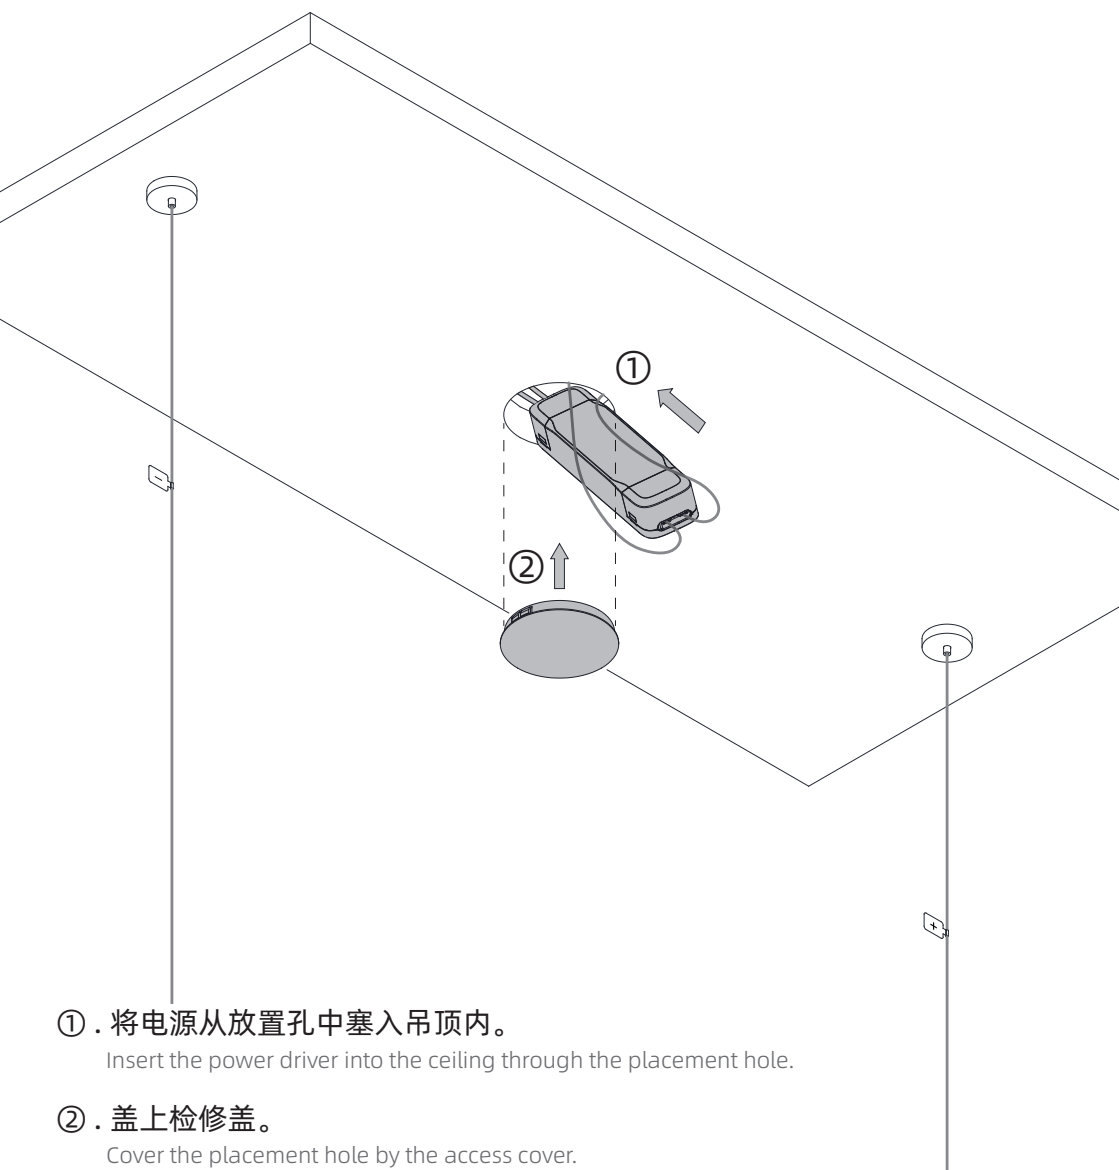 ①
②
−
+
① . 将电源从放置孔中塞入吊顶内。
Insert the power driver into the ceiling through the placement hole.
② . 盖上检修盖。
Cover the placement hole by the access cover.